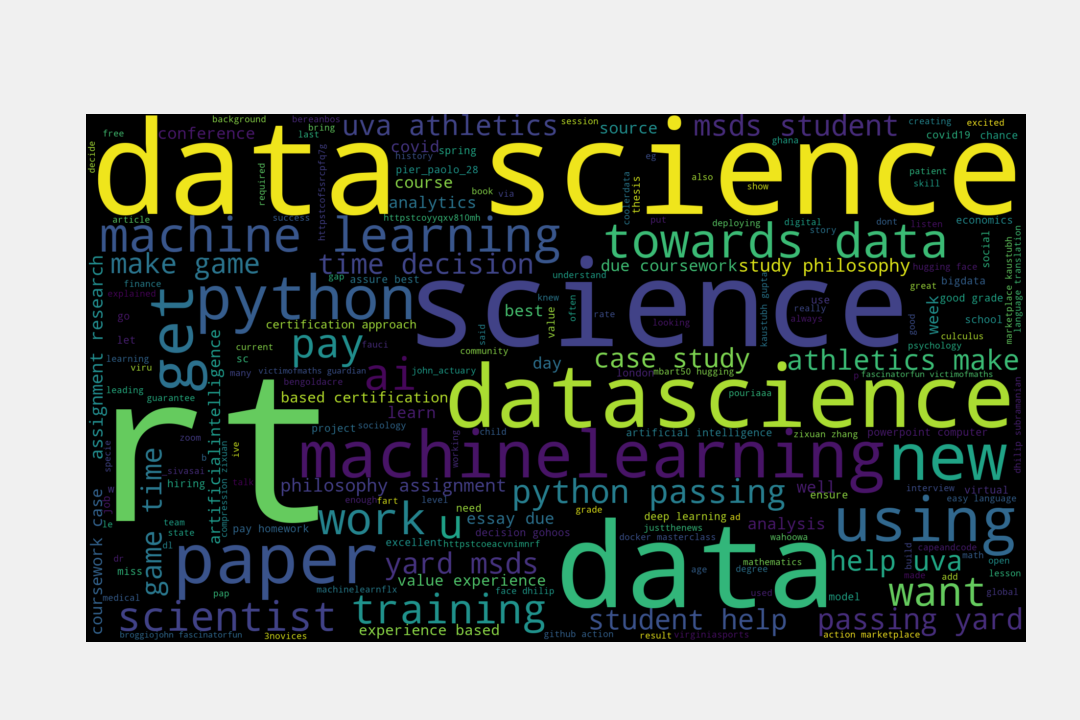 background
bereanbos
session
creating
excited
free
conference
bring
last
uva athletics
source
msds student
covid19
chance
decide
data science
covid
spring
history
ghana
eg
pier_paolo_28
required
httpstcof5srcpfq7g
course
book
via
coolerdata
thesis
also
show
patient
skill
analytics
article
success
httpstcoyyqxv810mh
put
deploying
digital
story
dont
listen
economics
machine learning
towards data
social
make game
time decision
due coursework
study philosophy
hugging face
gap
assure best
understand
finance
explained
get
python
science
kaustubh gupta
use
really
always
great
bigdata
good grade
marketplace kaustubh
language translation
assignment research
go
let
best
knew
value
often
rate
looking
good
week
school
certification approach
said
culculus
psychology
current
pay
fauci
community
case study
athletics make
learning
viru
sc
many
victimofmaths guardian
ai
john_actuary
day
london
mbart50 hugging
fascinatorfun victimofmaths
leading
guarantee
artificialintelligence
bengoldacre
based certification
datascience
pouriaaa
rt
learn
project
sociology
working
child
artificial intelligence
zixuan zhang
powerpoint computer
dhilip subramanian
zoom
ive
machinelearning
new
specific
sivasai
hiring
talk
game time
compression zixuan
philosophy assignment
enough
fart
level
python passing
well
ensure
interview
virtual
easy language
job
w
le
coursework case
team
state
dl
pay homework
work
u
need
essay due
grade
deep learning
ad
analysis
using
excellent
httpstcoeacvnimnrf
decision gohoos
justthenews
docker masterclass
wahoowa
capeandcode
math
dr
miss
paper
yard msds
data
mathematics
help uva
build
open
lesson
value experience
face dhilip
age
degree
made
add
medical
pap
machinelearnflx
used
model
want
global
scientist
training
student help
passing yard
broggiojohn fascinatorfun
3novices
experience based
github action
result
virginiasports
action marketplace